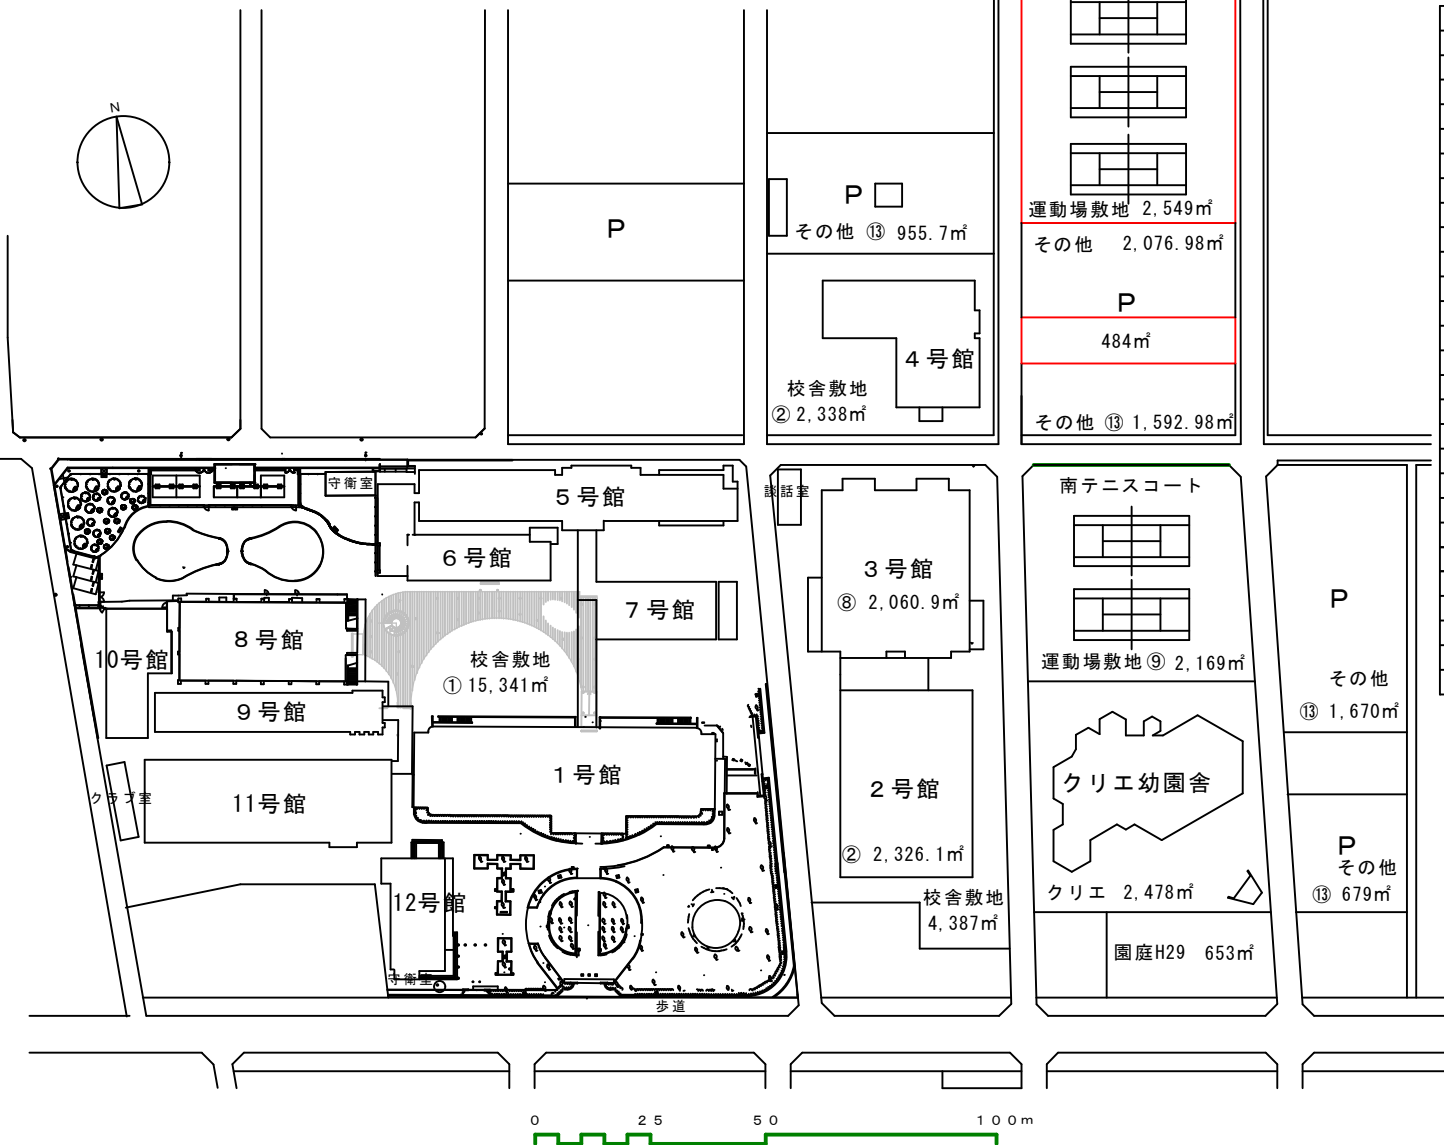 N
P
P
その他 ⑬ 955.7㎡
運動場敷地 2,549㎡
その他 2,076.98㎡
P
484㎡
4号館
校舎敷地
② 2,338㎡
その他 ⑬ 1,592.98㎡
守衛室
5号館
談話室
南テニスコート
6号館
3号館
⑧ 2,060.9㎡
7号館
P
8号館
10号館
校舎敷地
① 15,341㎡
運動場敷地⑨ 2,169㎡
その他
⑬ 1,670㎡
9号館
1号館
2号館
クリエ幼園舎
クラブ室
11号館
② 2,326.1㎡
P
その他
⑬ 679㎡
12号館
校舎敷地
4,387㎡
クリエ 2,478㎡
園庭H29 653㎡
守衛室
歩道
0 25 50 100m